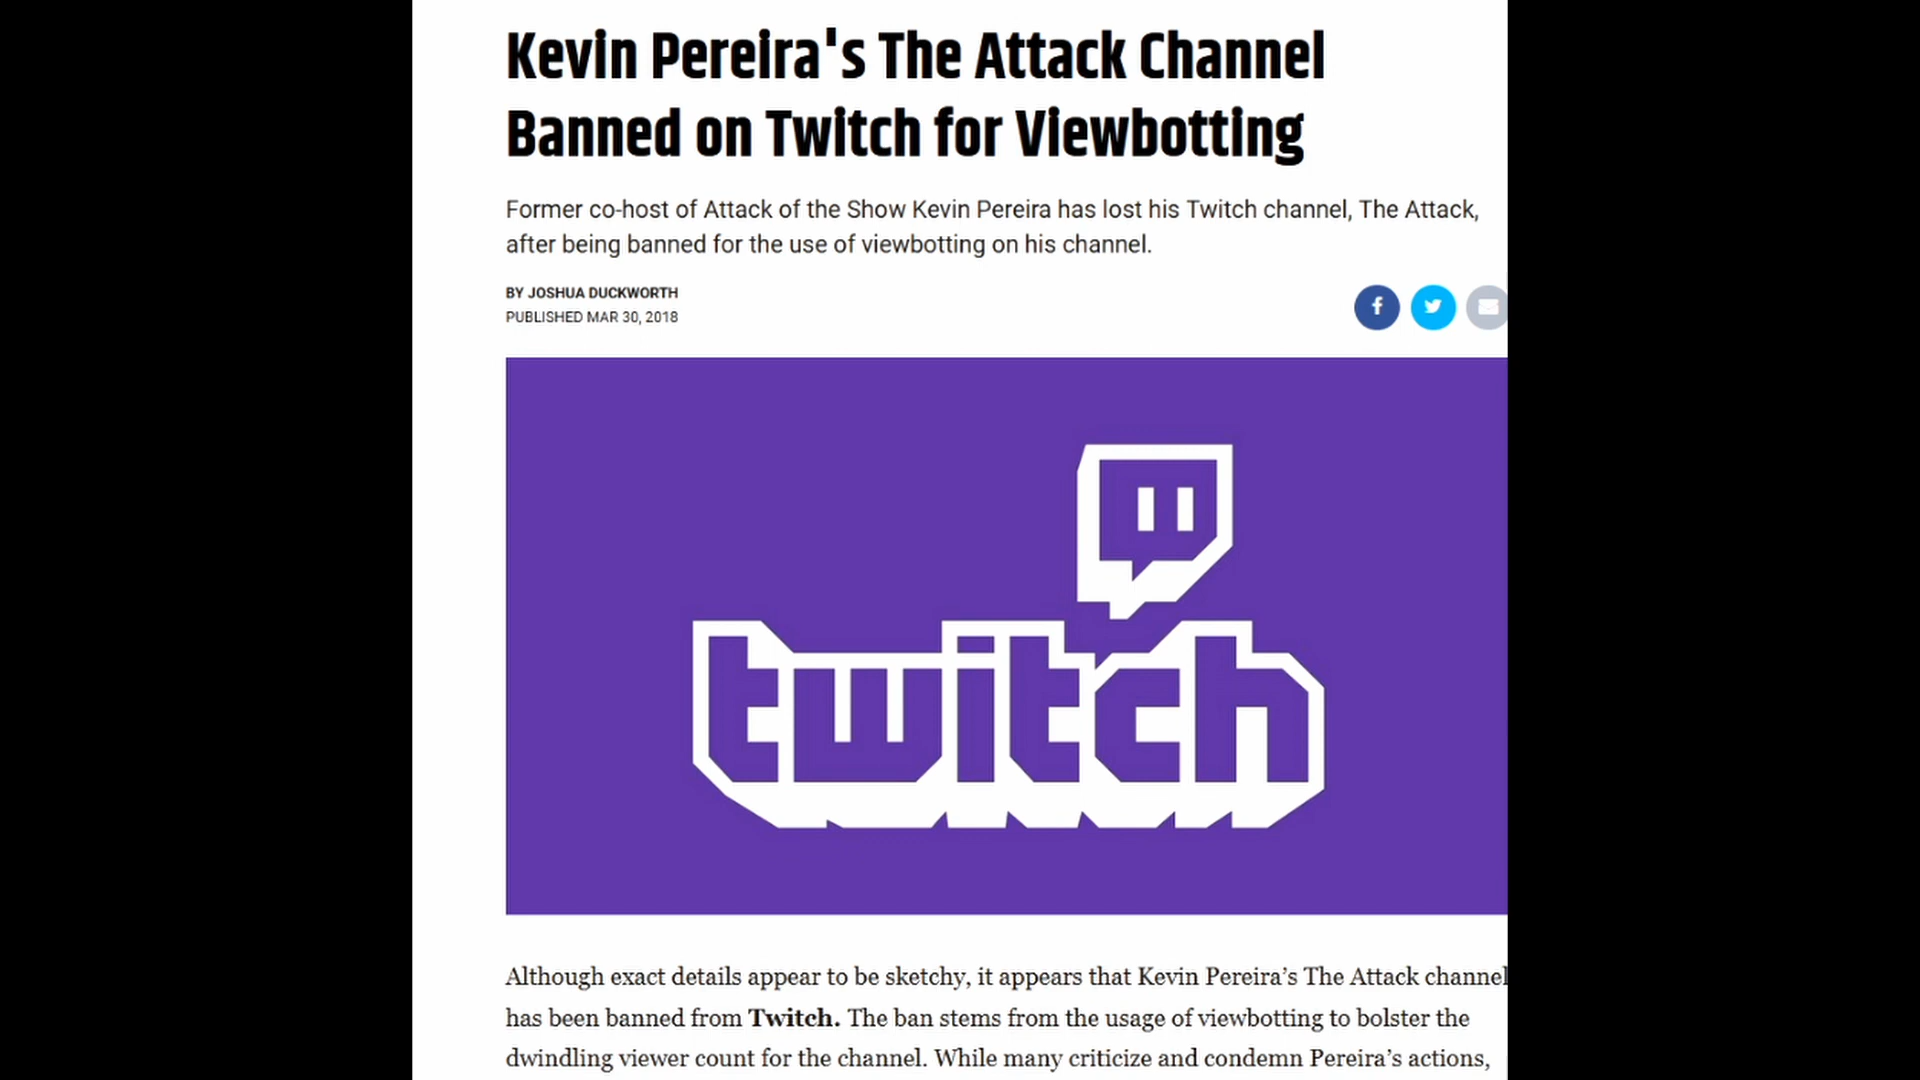 Kevin Pereira's The Attack Channel
Banned on Twitch for Viewbotting
Former co-host of Attack of the Show Kevin Pereira has lost his Twitch channel, The Attack,
after being banned for the use of viewbotting on his channel.
BY JOSHUA DUCKWORTH
PUBLISHED MAR 30, 2018
twitch
Although exact details appear to be sketchy, it appears that Kevin Pereira’s The Attack channel
has been banned from Twitch. The ban stems from the usage of viewbotting to bolster the
dwindling viewer count for the channel. While many criticize and condemn Pereira’s actions,